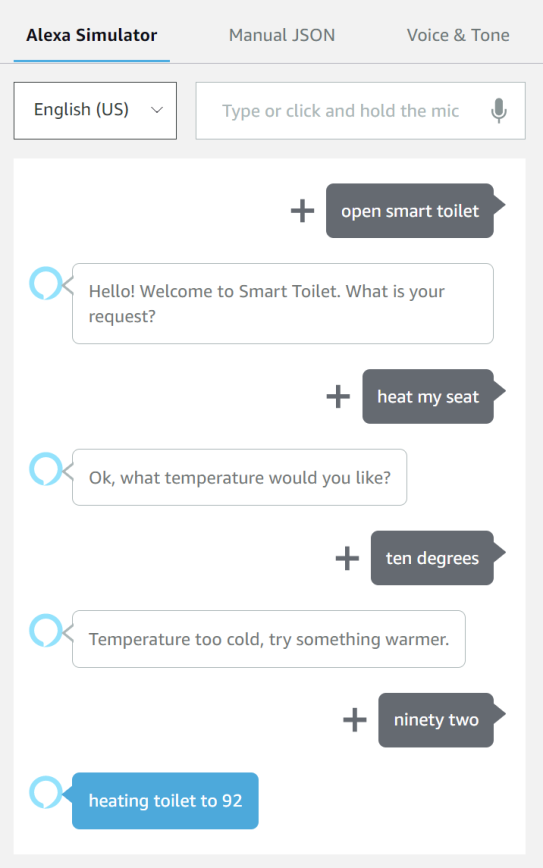 Alexa Simulator
Manual JSON
Voice & Tone
English (US)
Type or click and hold the mic
open smart toilet
Hello! Welcome to Smart Toilet. What is your
request?
heat my seat
Ok, what temperature would you like?
ten degrees
Temperature too cold, try something warmer.
ninety two
heating toilet to 92